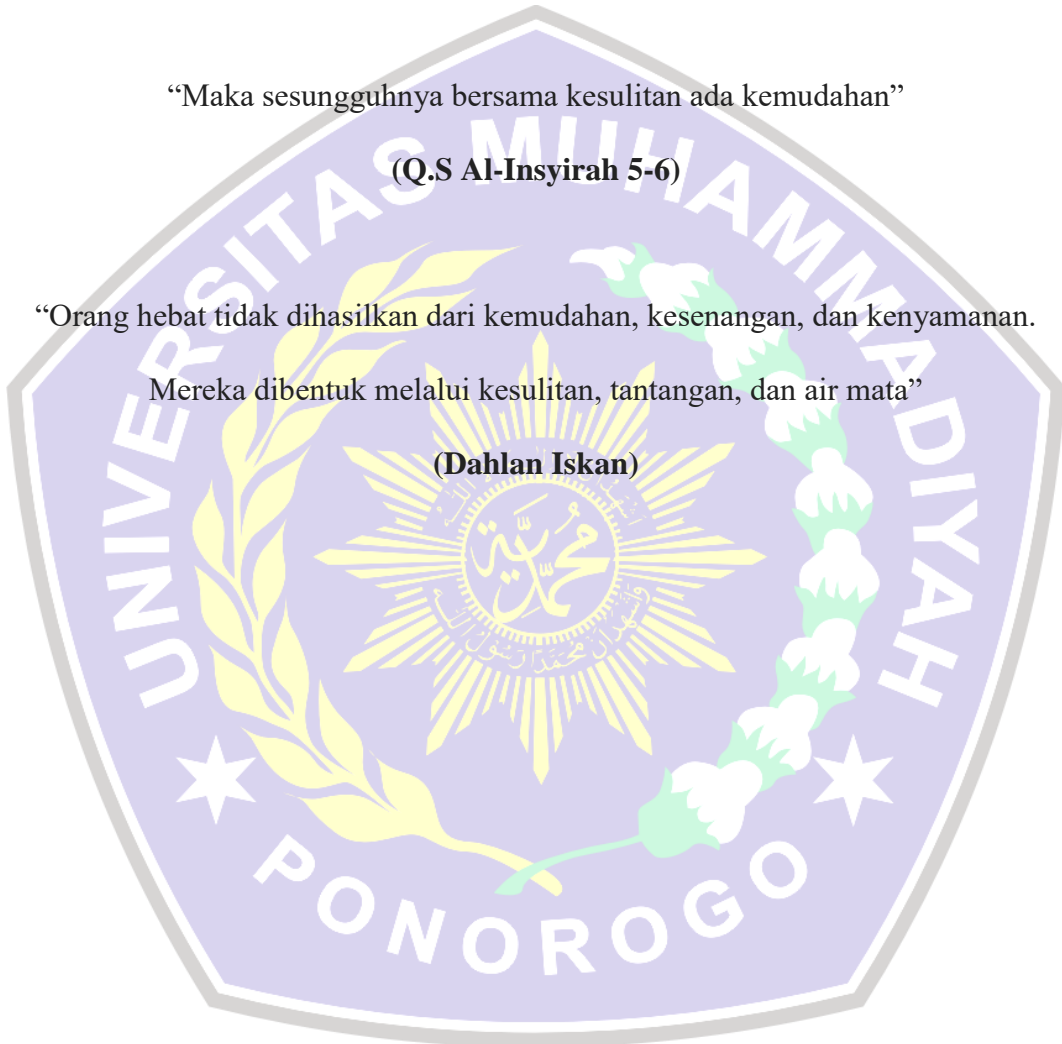 “Maka sesungguhnya bersama kesulitan ada kemudahan”
(Q.S Al-Insyirah 5-6)
“Orang hebat tidak dihasilkan dari kemudahan, kesenangan, dan kenyamanan.
Mereka dibentuk melalui kesulitan, tantangan, dan air mata”
(Dahlan Iskan)
UNIVERSITAS MUHAMMADIYAH
محمدية
PONOROGO